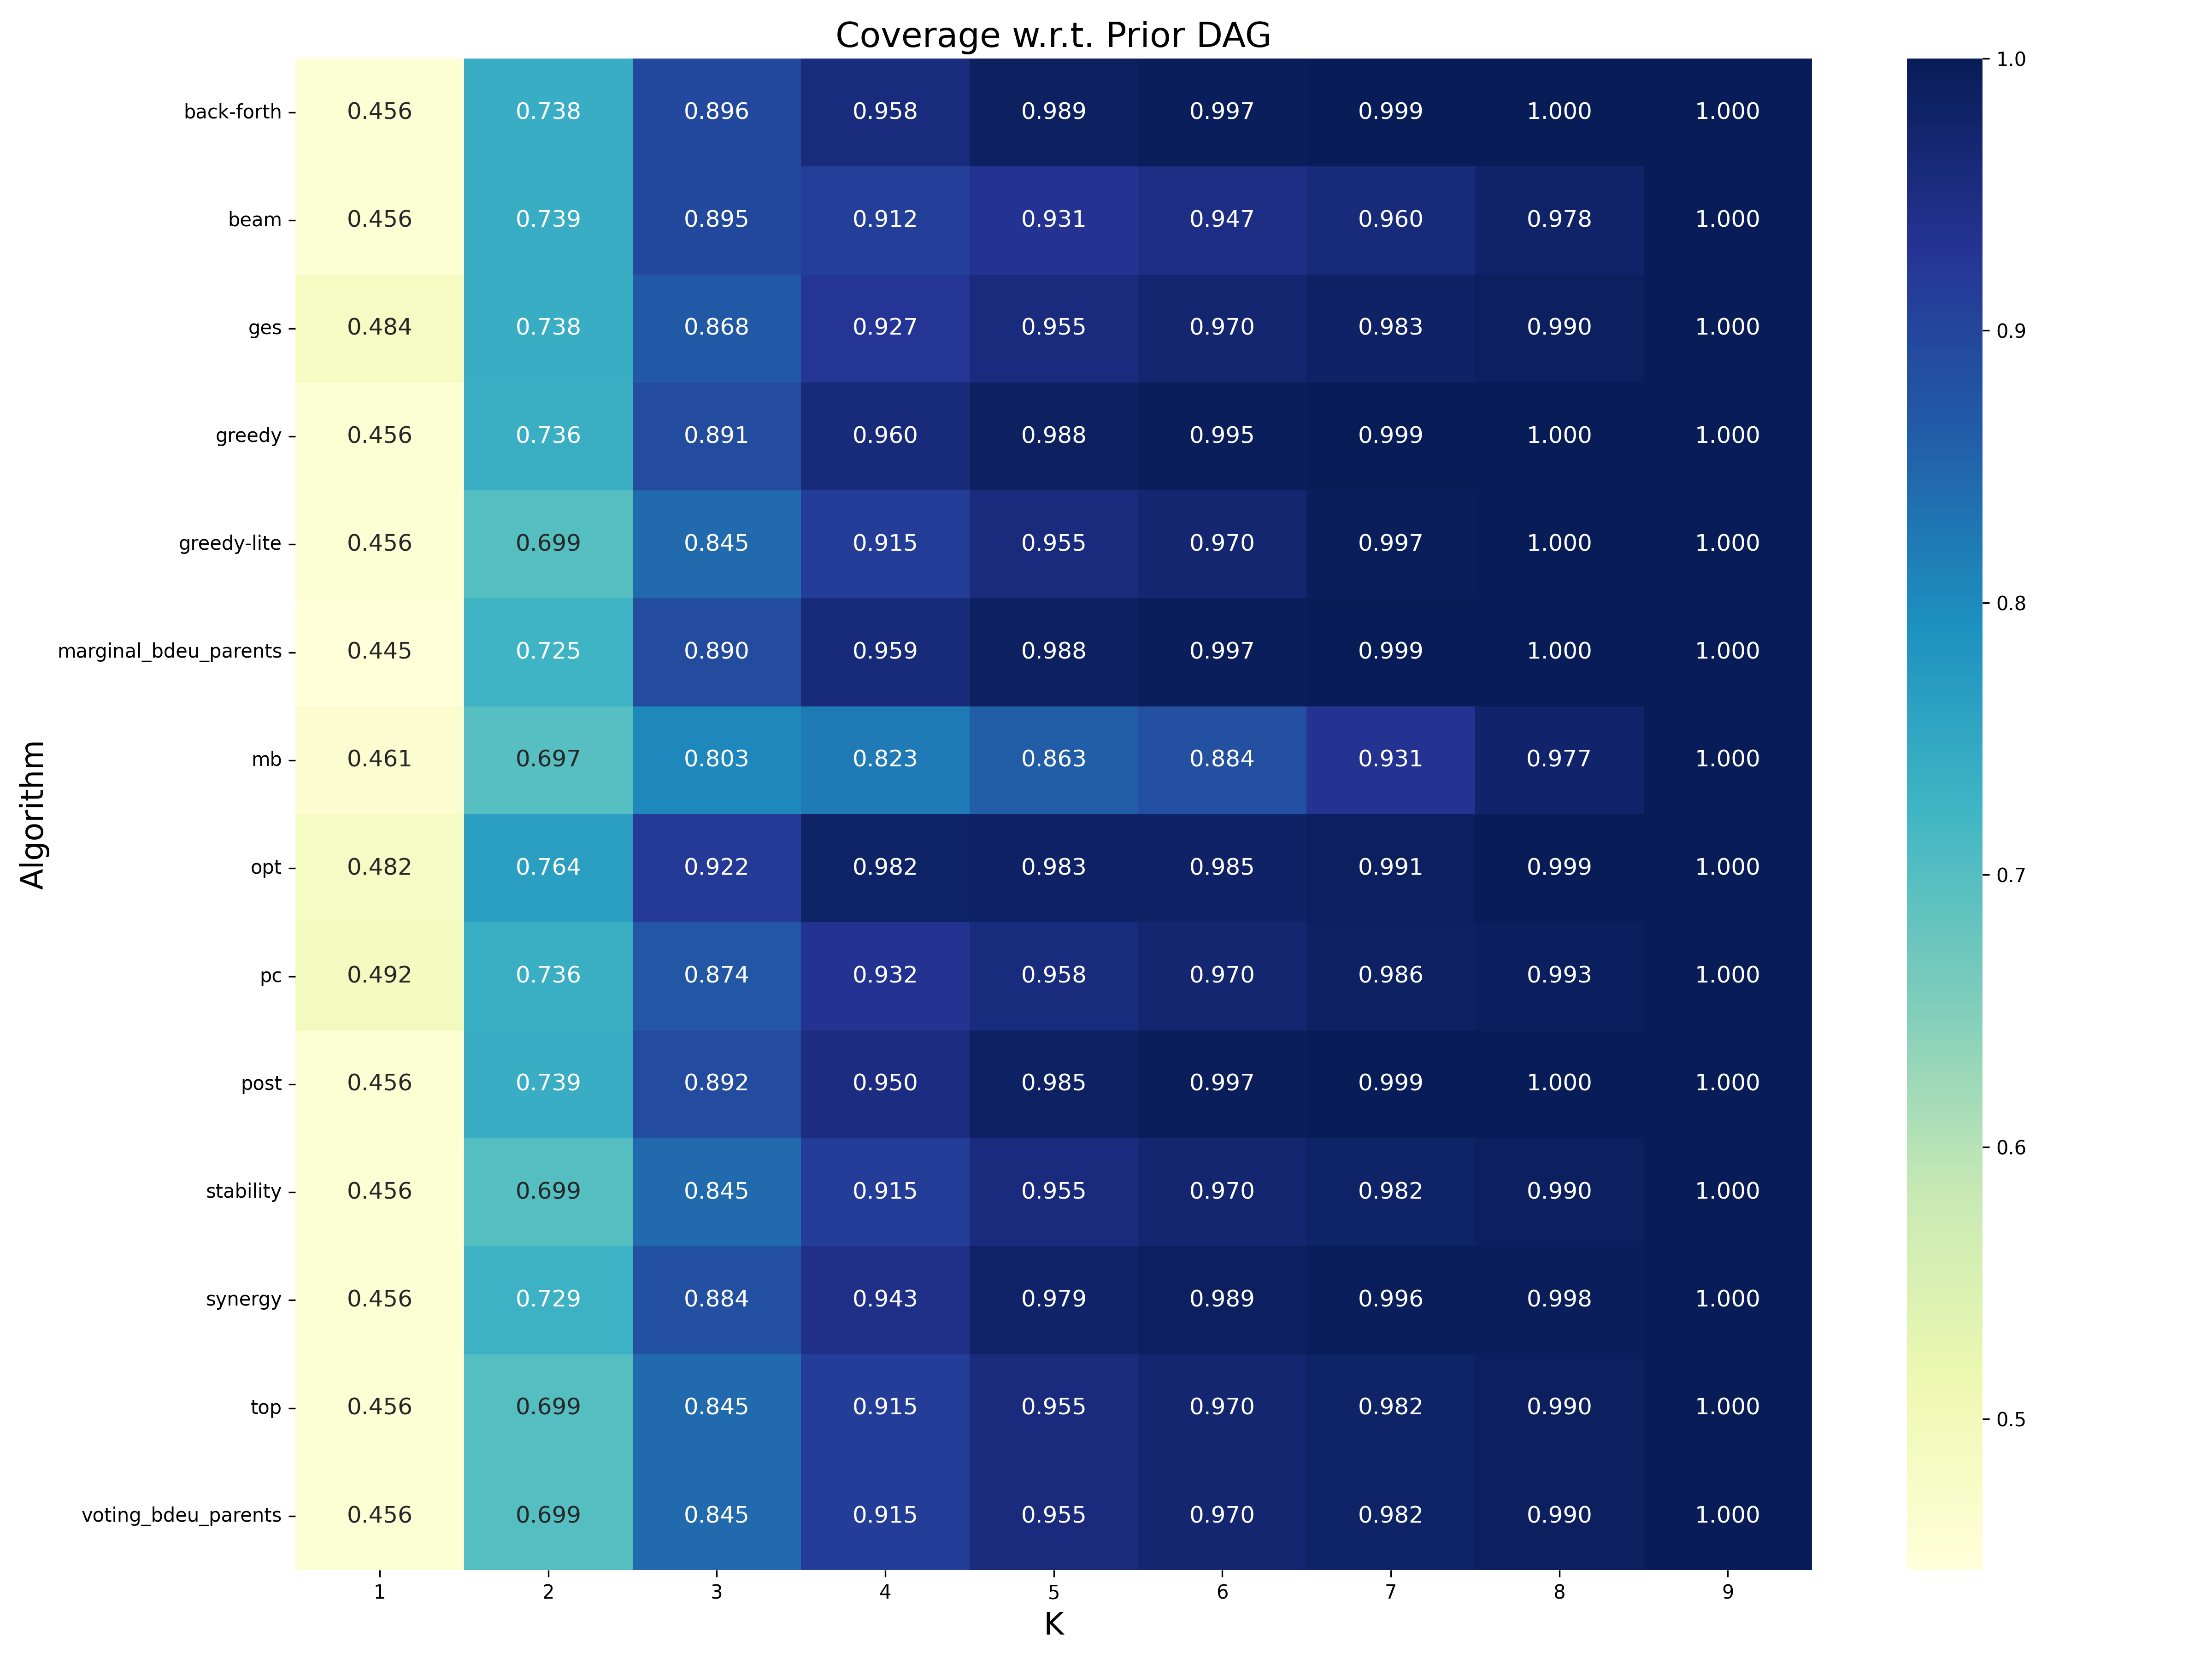 Coverage w.r.t. Prior DAG
Algorithm
back-forth 0.456 0.738 0.896 0.958 0.989 0.997 0.999 1.000 1.000
beam 0.456 0.739 0.895 0.912 0.931 0.947 0.960 0.978 1.000
ges 0.484 0.738 0.868 0.927 0.955 0.970 0.983 0.990 1.000
greedy 0.456 0.736 0.891 0.960 0.988 0.995 0.999 1.000 1.000
greedy-lite 0.456 0.699 0.845 0.915 0.955 0.970 0.997 1.000 1.000
marginal_bdeu_parents 0.445 0.725 0.890 0.959 0.988 0.997 0.999 1.000 1.000
mb 0.461 0.697 0.803 0.823 0.863 0.884 0.931 0.977 1.000
opt 0.482 0.764 0.922 0.982 0.983 0.985 0.991 0.999 1.000
pc 0.492 0.736 0.874 0.932 0.958 0.970 0.986 0.993 1.000
post 0.456 0.739 0.892 0.950 0.985 0.997 0.999 1.000 1.000
stability 0.456 0.699 0.845 0.915 0.955 0.970 0.982 0.990 1.000
synergy 0.456 0.729 0.884 0.943 0.979 0.989 0.996 0.998 1.000
top 0.456 0.699 0.845 0.915 0.955 0.970 0.982 0.990 1.000
voting_bdeu_parents 0.456 0.699 0.845 0.915 0.955 0.970 0.982 0.990 1.000
1 2 3 4 5 6 7 8 9
K
1.0
0.9
0.8
0.7
0.6
0.5